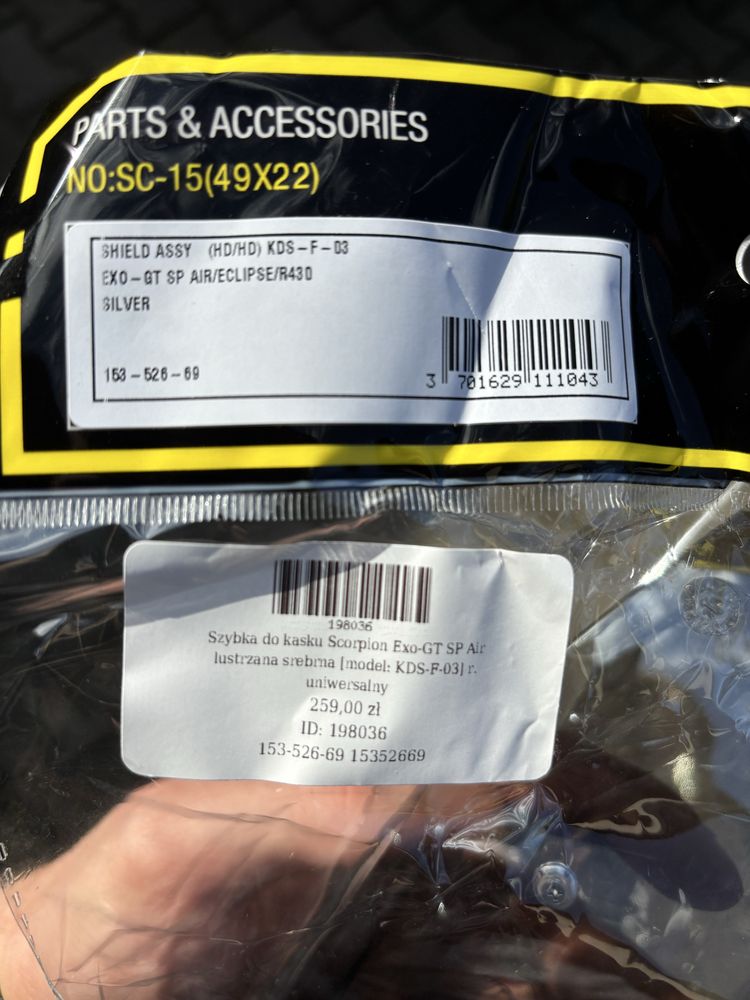 PARTS & ACCESSORIES
NO:SC-15(49X22)
SHIELD ASSY (HD/HD) KDS-F-03
EXO-GT SP AIR/ECLIPSE/R430
SILVER
153-526-69
3 701629 111043
198036
Szybka do kasku Scorpion Exo-GT SP Air
lustrzana srebrna [model: KDS-F-03] r.
uniwersalny
259,00 zł
ID: 198036
153-526-69 15352669